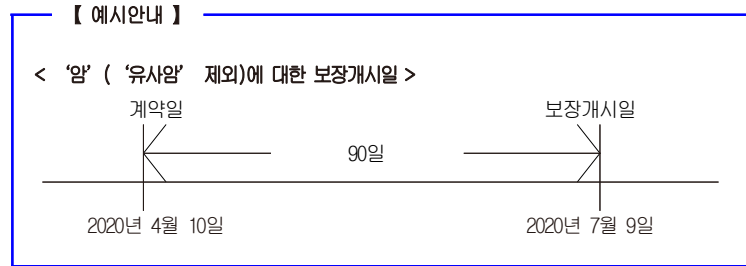 【 예시안내 】
< ‘암’ ( ‘유사암’ 제외)에 대한 보장개시일 >
계약일 보장개시일
90일
2020년 4월 10일 2020년 7월 9일